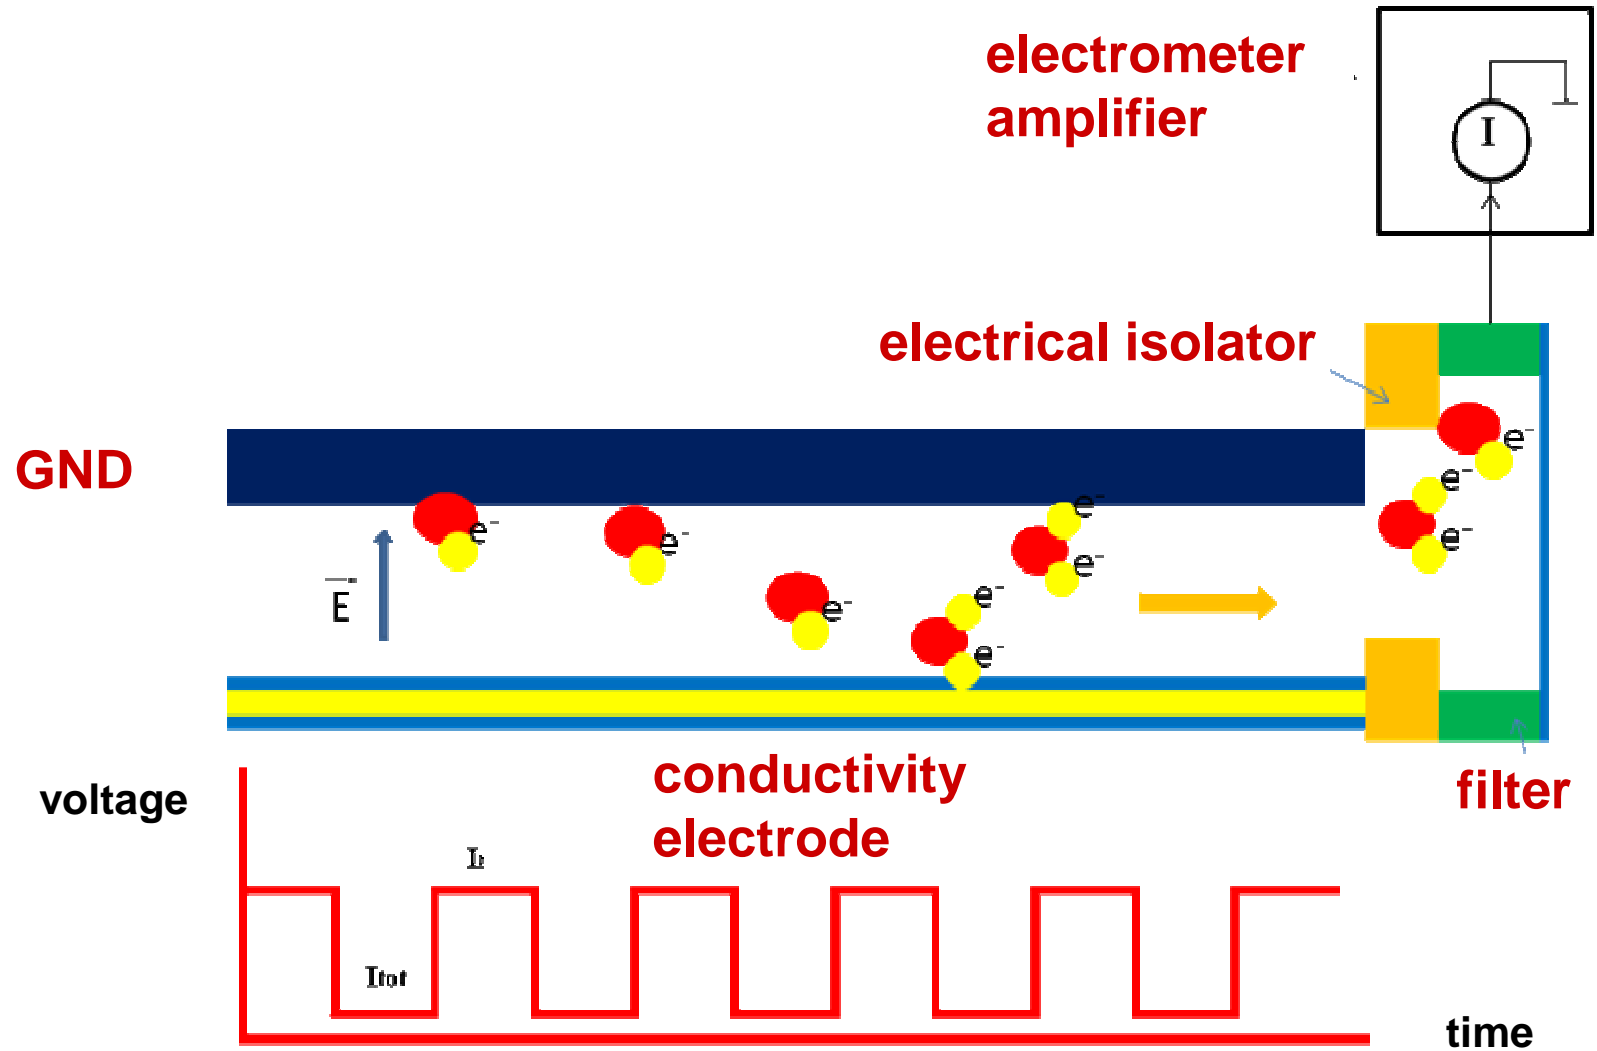 electrometer
amplifier
I
electrical isolator
GND
e-
e-
e-
e-
e-
e-
e-
e-
e-
e-
E
conductivity
electrode
filter
voltage
Itot
time